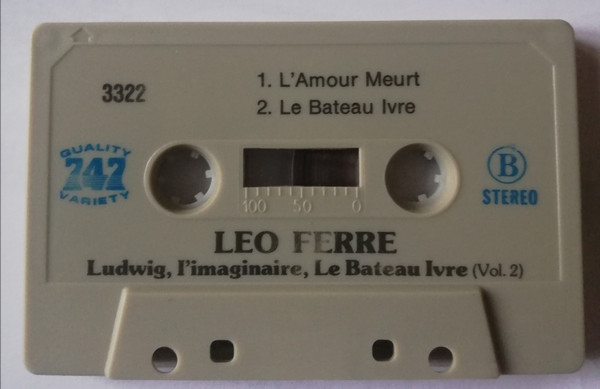 1. L'Amour Meurt
2. Le Bateau Ivre
3322
QUALITY
747
VARIETY
B
STEREO
100 50 0
LEO FERRE
Ludwig, l'imaginaire, Le Bateau Ivre (Vol. 2)